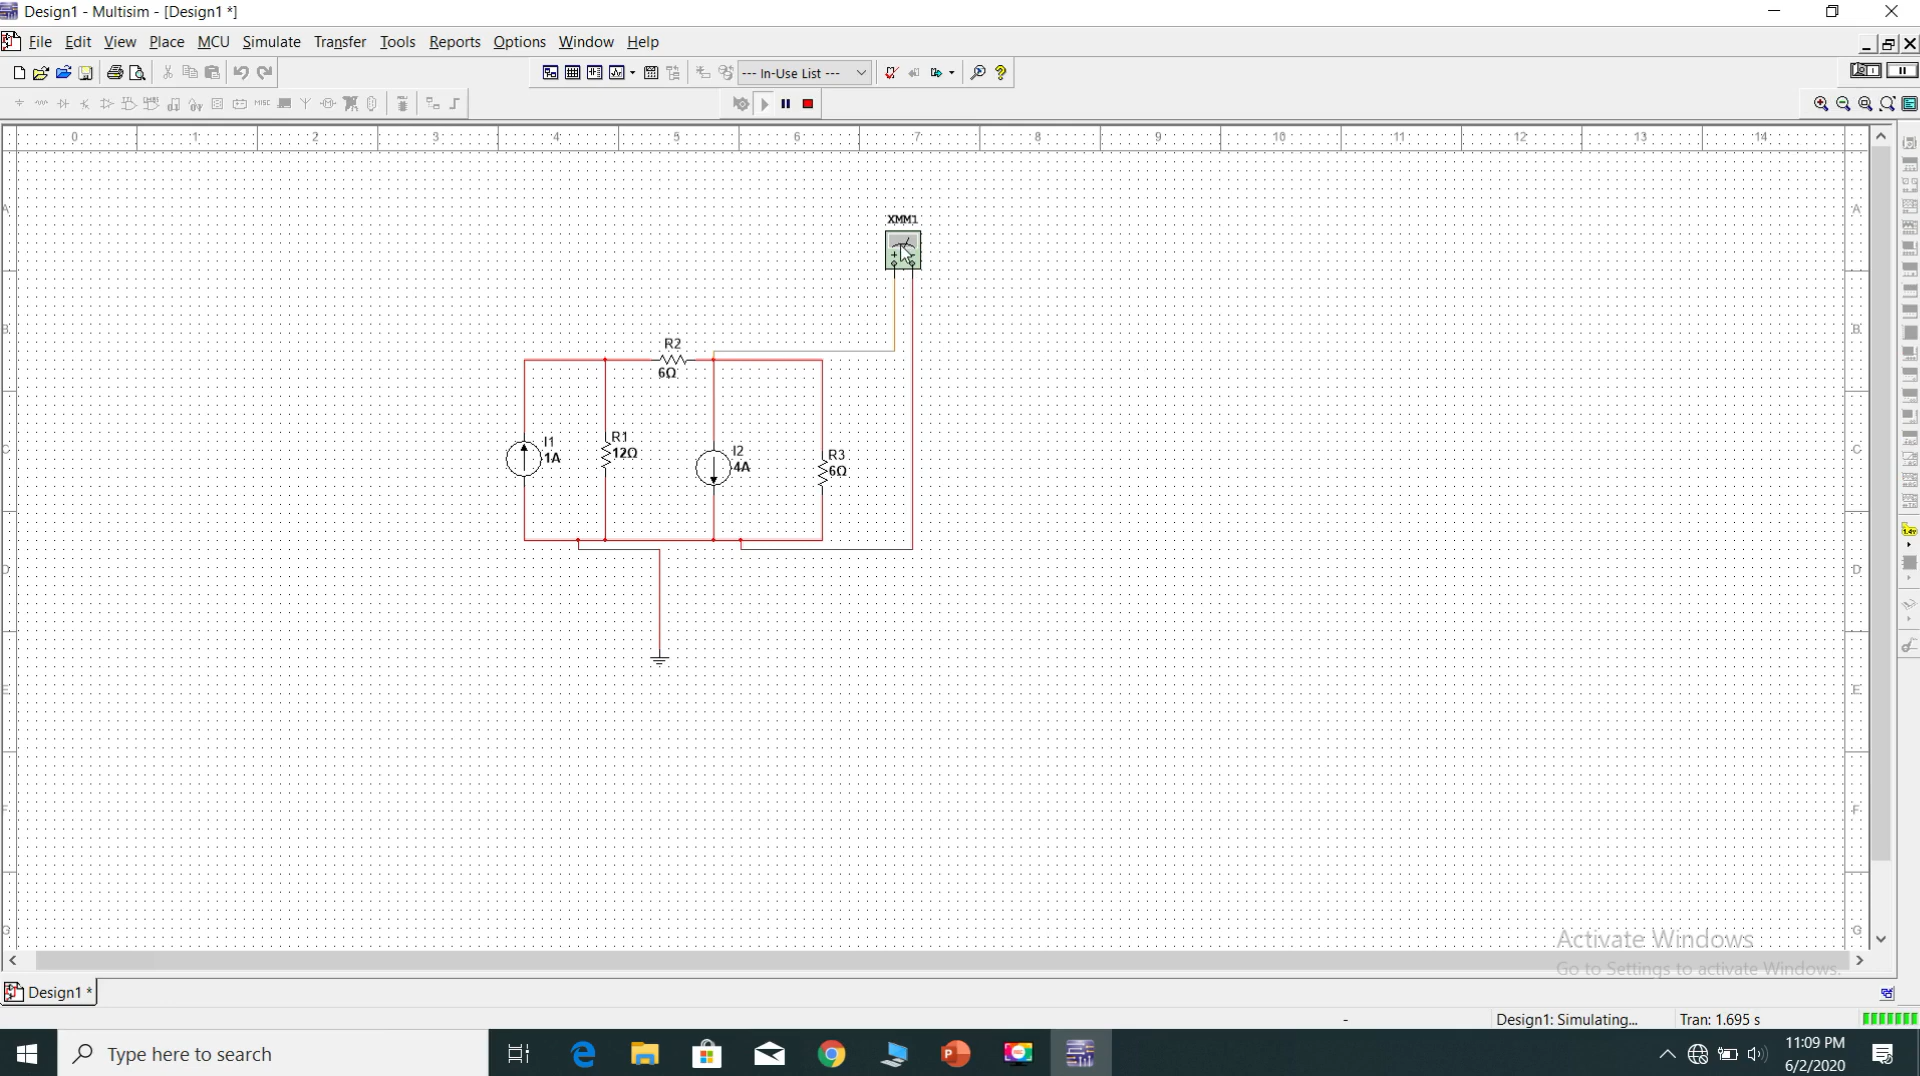 Design1 - Multisim - [Design1 *]
File Edit View Place MCU Simulate Transfer Tools Reports Options Window Help
--- In-Use List ---
0 1 2 3 4 5 6 7 8 9 10 11 12 13 14
A A
XMM1
B B
R2
6Ω
C C
I1
1A
R1
12Ω
I2
4A
R3
6Ω
D D
E E
F F
G G
Activate Windows
Go to Settings to activate Windows.
Design1 *
- Design1: Simulating... Tran: 1.695 s
Type here to search
11:09 PM
6/2/2020